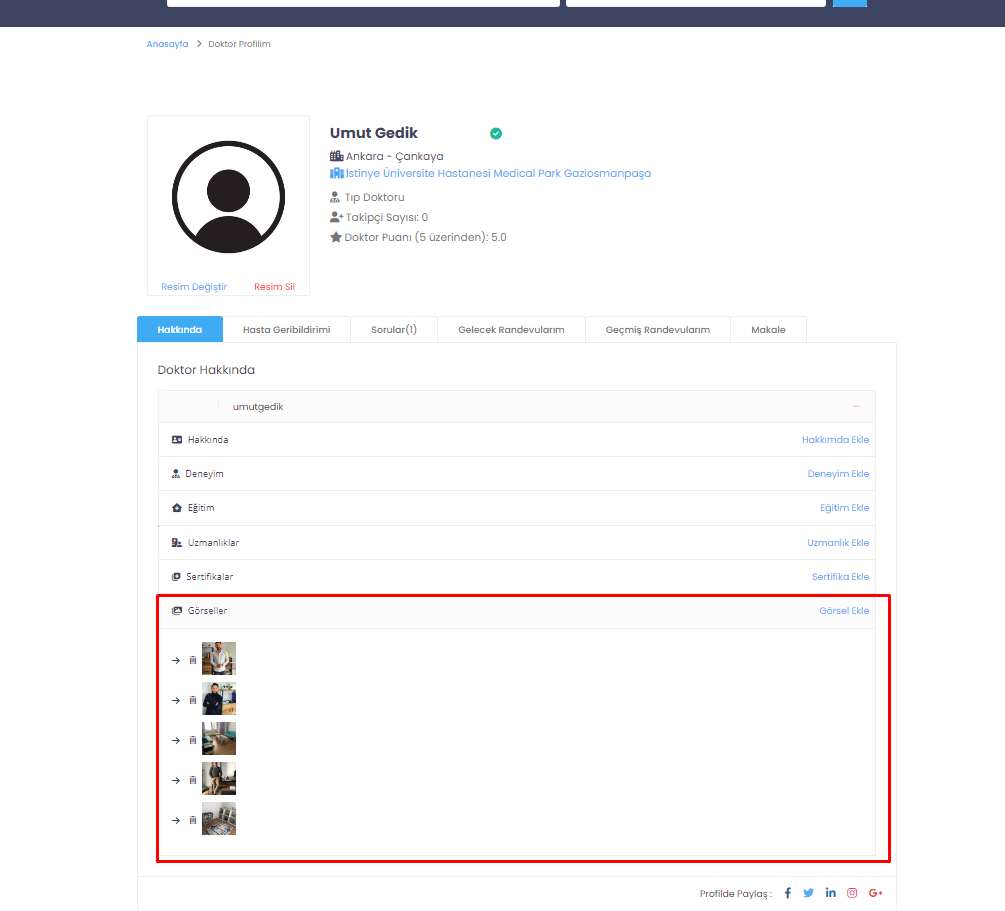 Anasayfa > Doktor Profilim
Umut Gedik
Ankara - Çankaya
İstinye Üniversite Hastanesi Medical Park Gaziosmanpaşa
Tıp Doktoru
Takipçi Sayısı: 0
Doktor Puanı (5 üzerinden): 5.0
Resim Değiştir Resim Sil
Hakkında Hasta Geribildirimi Sorular(1) Gelecek Randevularım Geçmiş Randevularım Makale
Doktor Hakkında
umutgedik
Hakkında Hakkımda Ekle
Deneyim Deneyim Ekle
Eğitim Eğitim Ekle
Uzmanlıklar Uzmanlık Ekle
Sertifikalar Sertifika Ekle
Görseller Görsel Ekle
Profilde Paylaş :